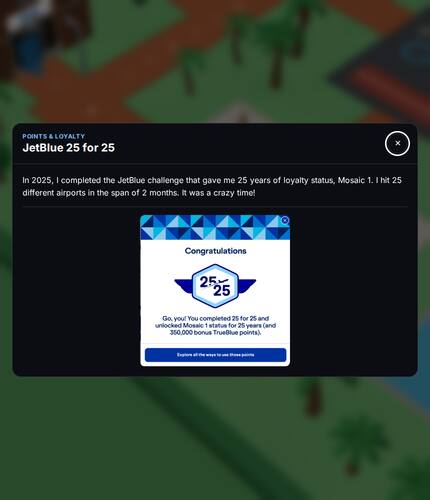 POINTS & LOYALTY
JetBlue 25 for 25
In 2025, I completed the JetBlue challenge that gave me 25 years of loyalty status, Mosaic 1. I hit 25
different airports in the span of 2 months. It was a crazy time!
Congratulations
25
25
Go, you! You completed 25 for 25 and
unlocked Mosaic 1 status for 25 years (and
350,000 bonus TrueBlue points).
Explore all the ways to use those points